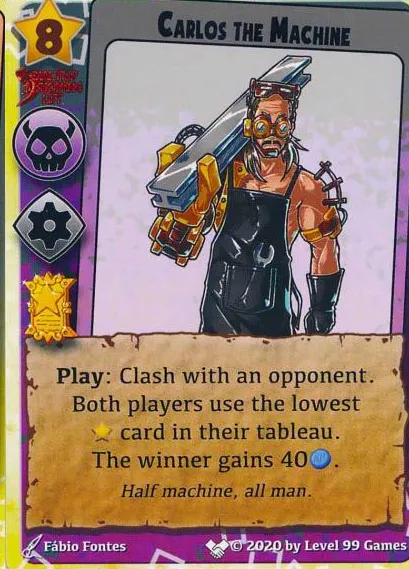 8
CARLOS THE MACHINE
Play: Clash with an opponent.
Both players use the lowest
card in their tableau.
The winner gains 40.
Half machine, all man.
Fábio Fontes
© 2020 by Level 99 Games